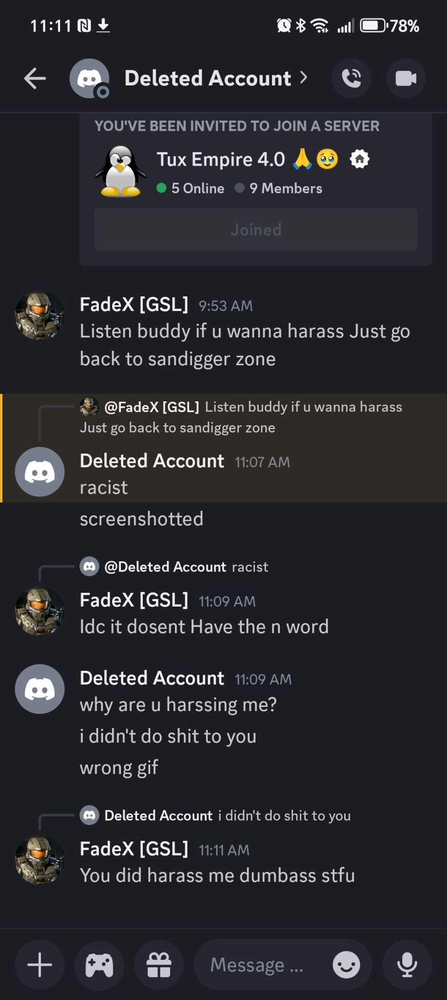 11:11
78%
Deleted Account
YOU'VE BEEN INVITED TO JOIN A SERVER
Tux Empire 4.0 🙏🥹
5 Online 9 Members
Joined
FadeX [GSL] 9:53 AM
Listen buddy if u wanna harass Just go
back to sandigger zone
@FadeX [GSL] Listen buddy if u wanna harass
Just go back to sandigger zone
Deleted Account 11:07 AM
racist
screenshotted
@Deleted Account racist
FadeX [GSL] 11:09 AM
Idc it dosent Have the n word
Deleted Account 11:09 AM
why are u harssing me?
i didn't do shit to you
wrong gif
Deleted Account i didn't do shit to you
FadeX [GSL] 11:11 AM
You did harass me dumbass stfu
Message ...